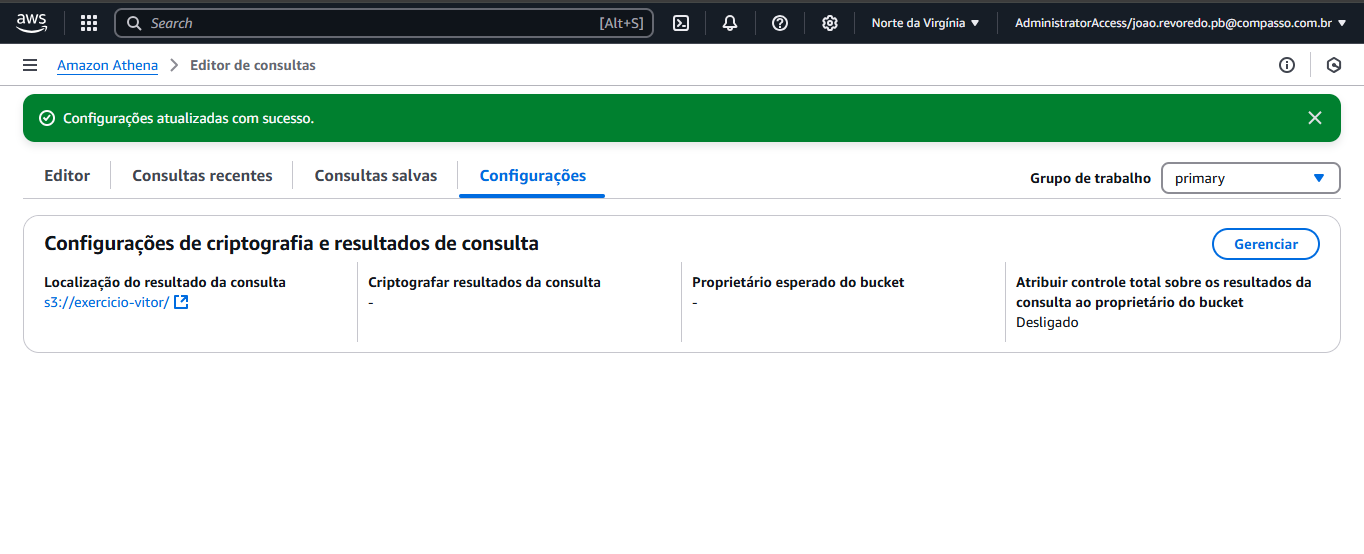 aws
Search [Alt+S] Norte da Virgínia AdministratorAccess/joao.revoredo.pb@compasso.com.br
Amazon Athena Editor de consultas
Configurações atualizadas com sucesso.
Editor Consultas recentes Consultas salvas Configurações Grupo de trabalho primary
Configurações de criptografia e resultados de consulta Gerenciar
Localização do resultado da consulta
s3://exercicio-vitor/
Criptografar resultados da consulta
-
Proprietário esperado do bucket
-
Atribuir controle total sobre os resultados da
consulta ao proprietário do bucket
Desligado